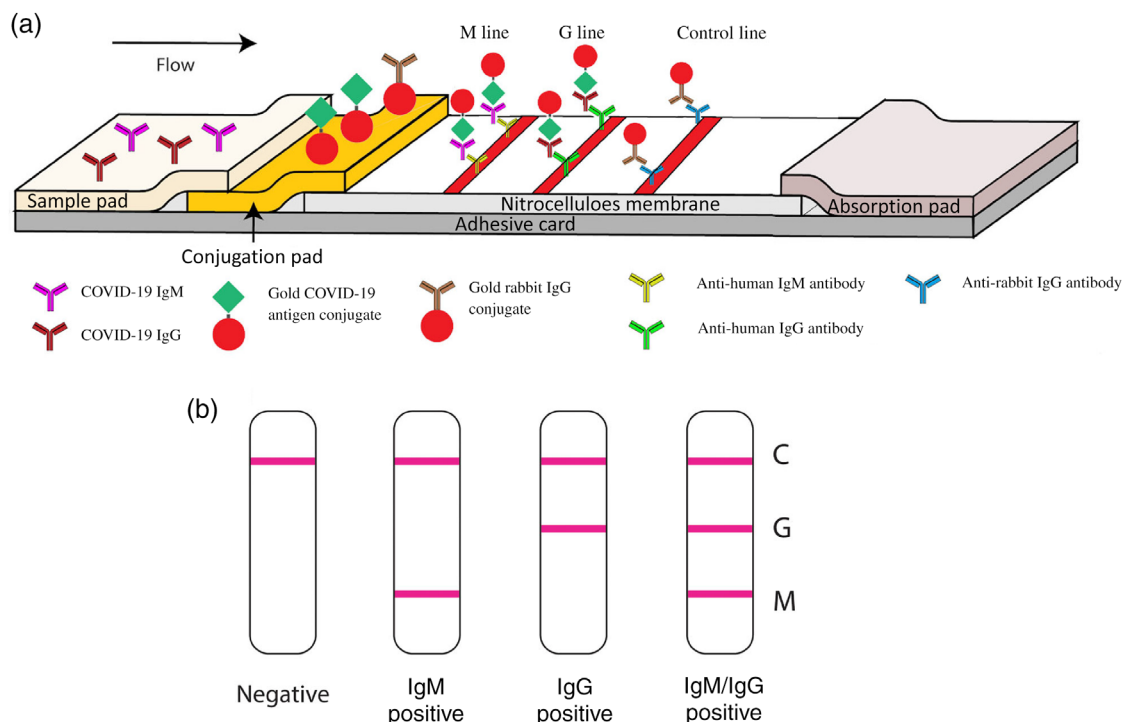 (a)
Flow
M line
G line
Control line
Sample pad
Nitrocelluloes membrane
Absorption pad
Adhesive card
Conjugation pad
COVID-19 IgM
COVID-19 IgG
Gold COVID-19
antigen conjugate
Gold rabbit IgG
conjugate
Anti-human IgM antibody
Anti-human IgG antibody
Anti-rabbit IgG antibody
(b)
C
G
M
Negative
IgM
positive
IgG
positive
IgM/IgG
positive